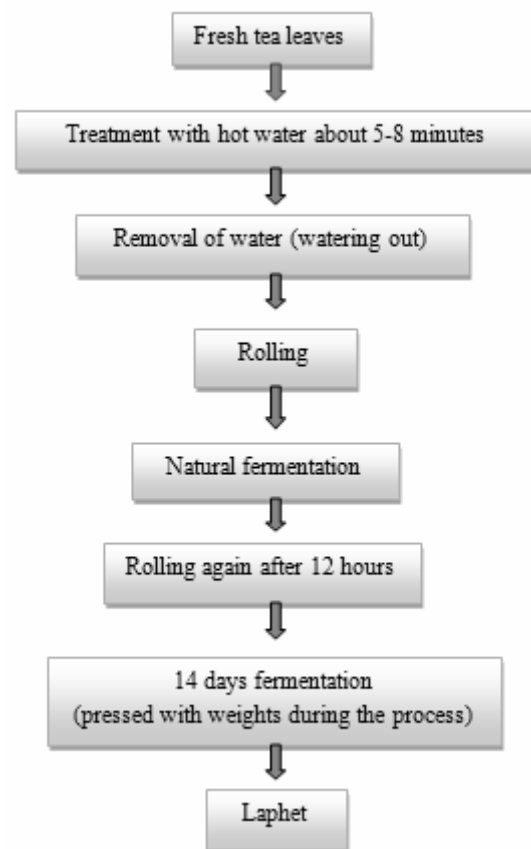 Fresh tea leaves
Treatment with hot water about 5-8 minutes
Removal of water (watering out)
Rolling
Natural fermentation
Rolling again after 12 hours
14 days fermentation
(pressed with weights during the process)
Laphet